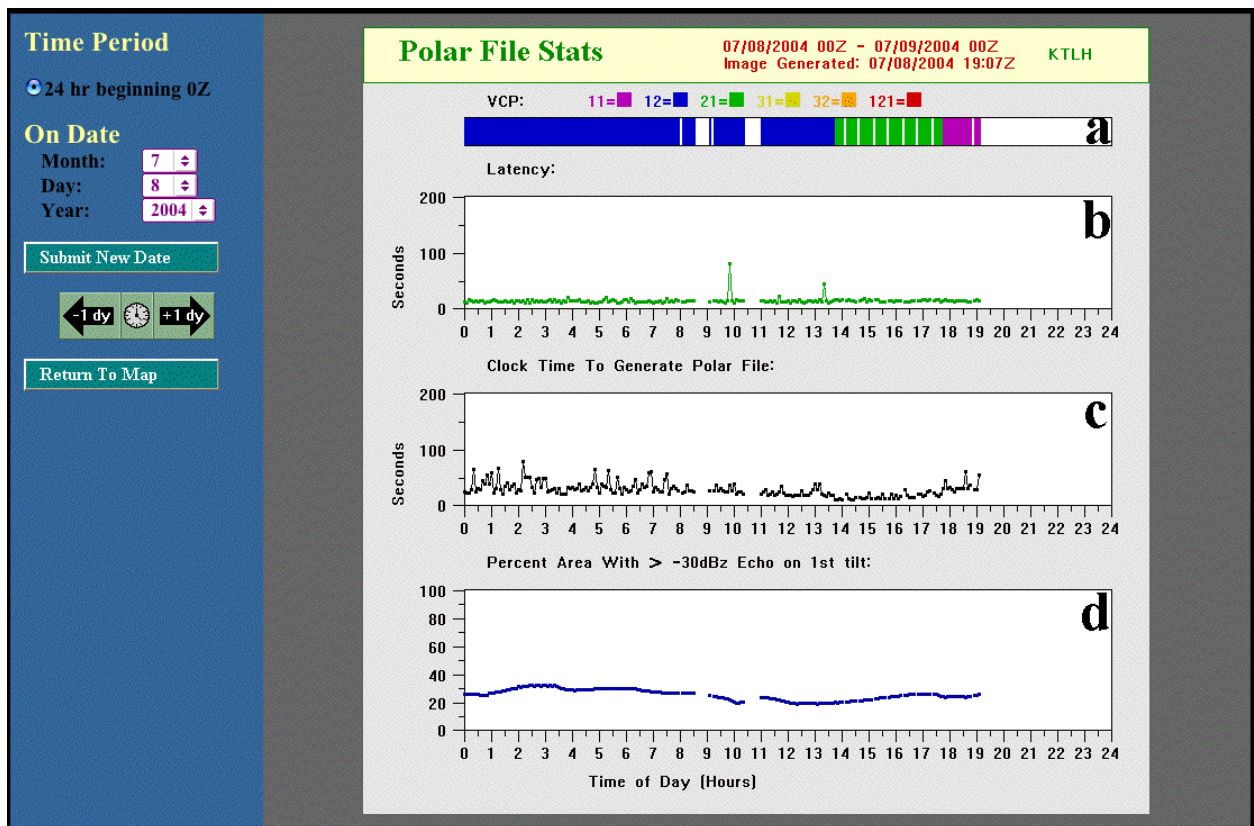 Time Period
24 hr beginning 0Z
On Date
Month: 7
Day: 8
Year: 2004
Submit New Date
-1 dy +1 dy
Return To Map
Polar File Stats
07/08/2004 00Z - 07/09/2004 00Z
Image Generated: 07/08/2004 19:07Z
KTLH
VCP: 11= 12= 21= 31= 32= 121=
a
Latency:
b
200
100
0
Seconds
0 1 2 3 4 5 6 7 8 9 10 11 12 13 14 15 16 17 18 19 20 21 22 23 24
Clock Time To Generate Polar File:
c
200
100
0
Seconds
0 1 2 3 4 5 6 7 8 9 10 11 12 13 14 15 16 17 18 19 20 21 22 23 24
Percent Area With > -30dBz Echo on 1st tilt:
d
100
80
60
40
20
0
0 1 2 3 4 5 6 7 8 9 10 11 12 13 14 15 16 17 18 19 20 21 22 23 24
Time of Day (Hours)